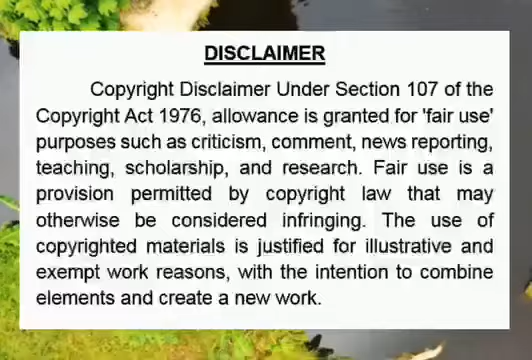 DISCLAIMER
Copyright Disclaimer Under Section 107 of the
Copyright Act 1976, allowance is granted for 'fair use'
purposes such as criticism, comment, news reporting,
teaching, scholarship, and research. Fair use is a
provision permitted by copyright law that may
otherwise be considered infringing. The use of
copyrighted materials is justified for illustrative and
exempt work reasons, with the intention to combine
elements and create a new work.